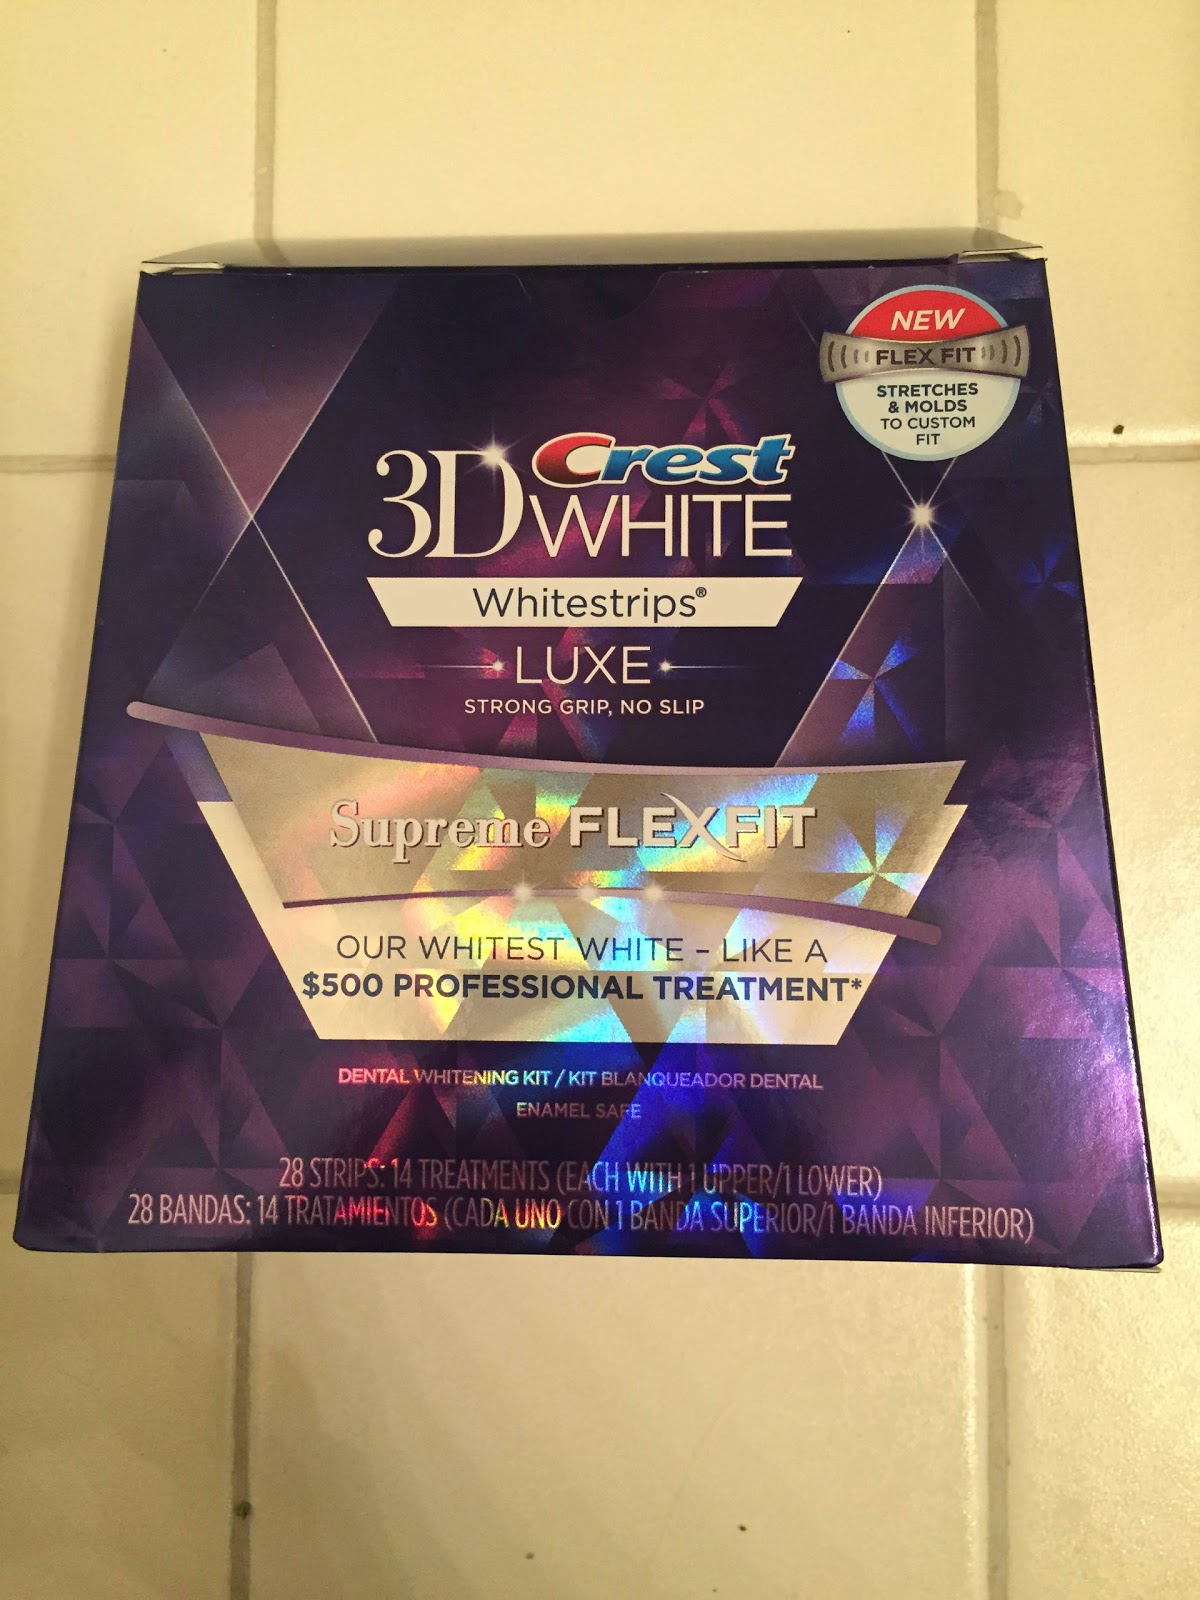 NEW
FLEX FIT
STRETCHES
& MOLDS
TO CUSTOM
FIT
Crest
3D WHITE
Whitestrips®
LUXE
STRONG GRIP, NO SLIP
Supreme FLEXFIT
OUR WHITEST WHITE – LIKE A
$500 PROFESSIONAL TREATMENT*
DENTAL WHITENING KIT / KIT BLANQUEADOR DENTAL
ENAMEL SAFE
28 STRIPS: 14 TREATMENTS (EACH WITH 1 UPPER/1 LOWER)
28 BANDAS: 14 TRATAMIENTOS (CADA UNO CON 1 BANDA SUPERIOR/1 BANDA INFERIOR)